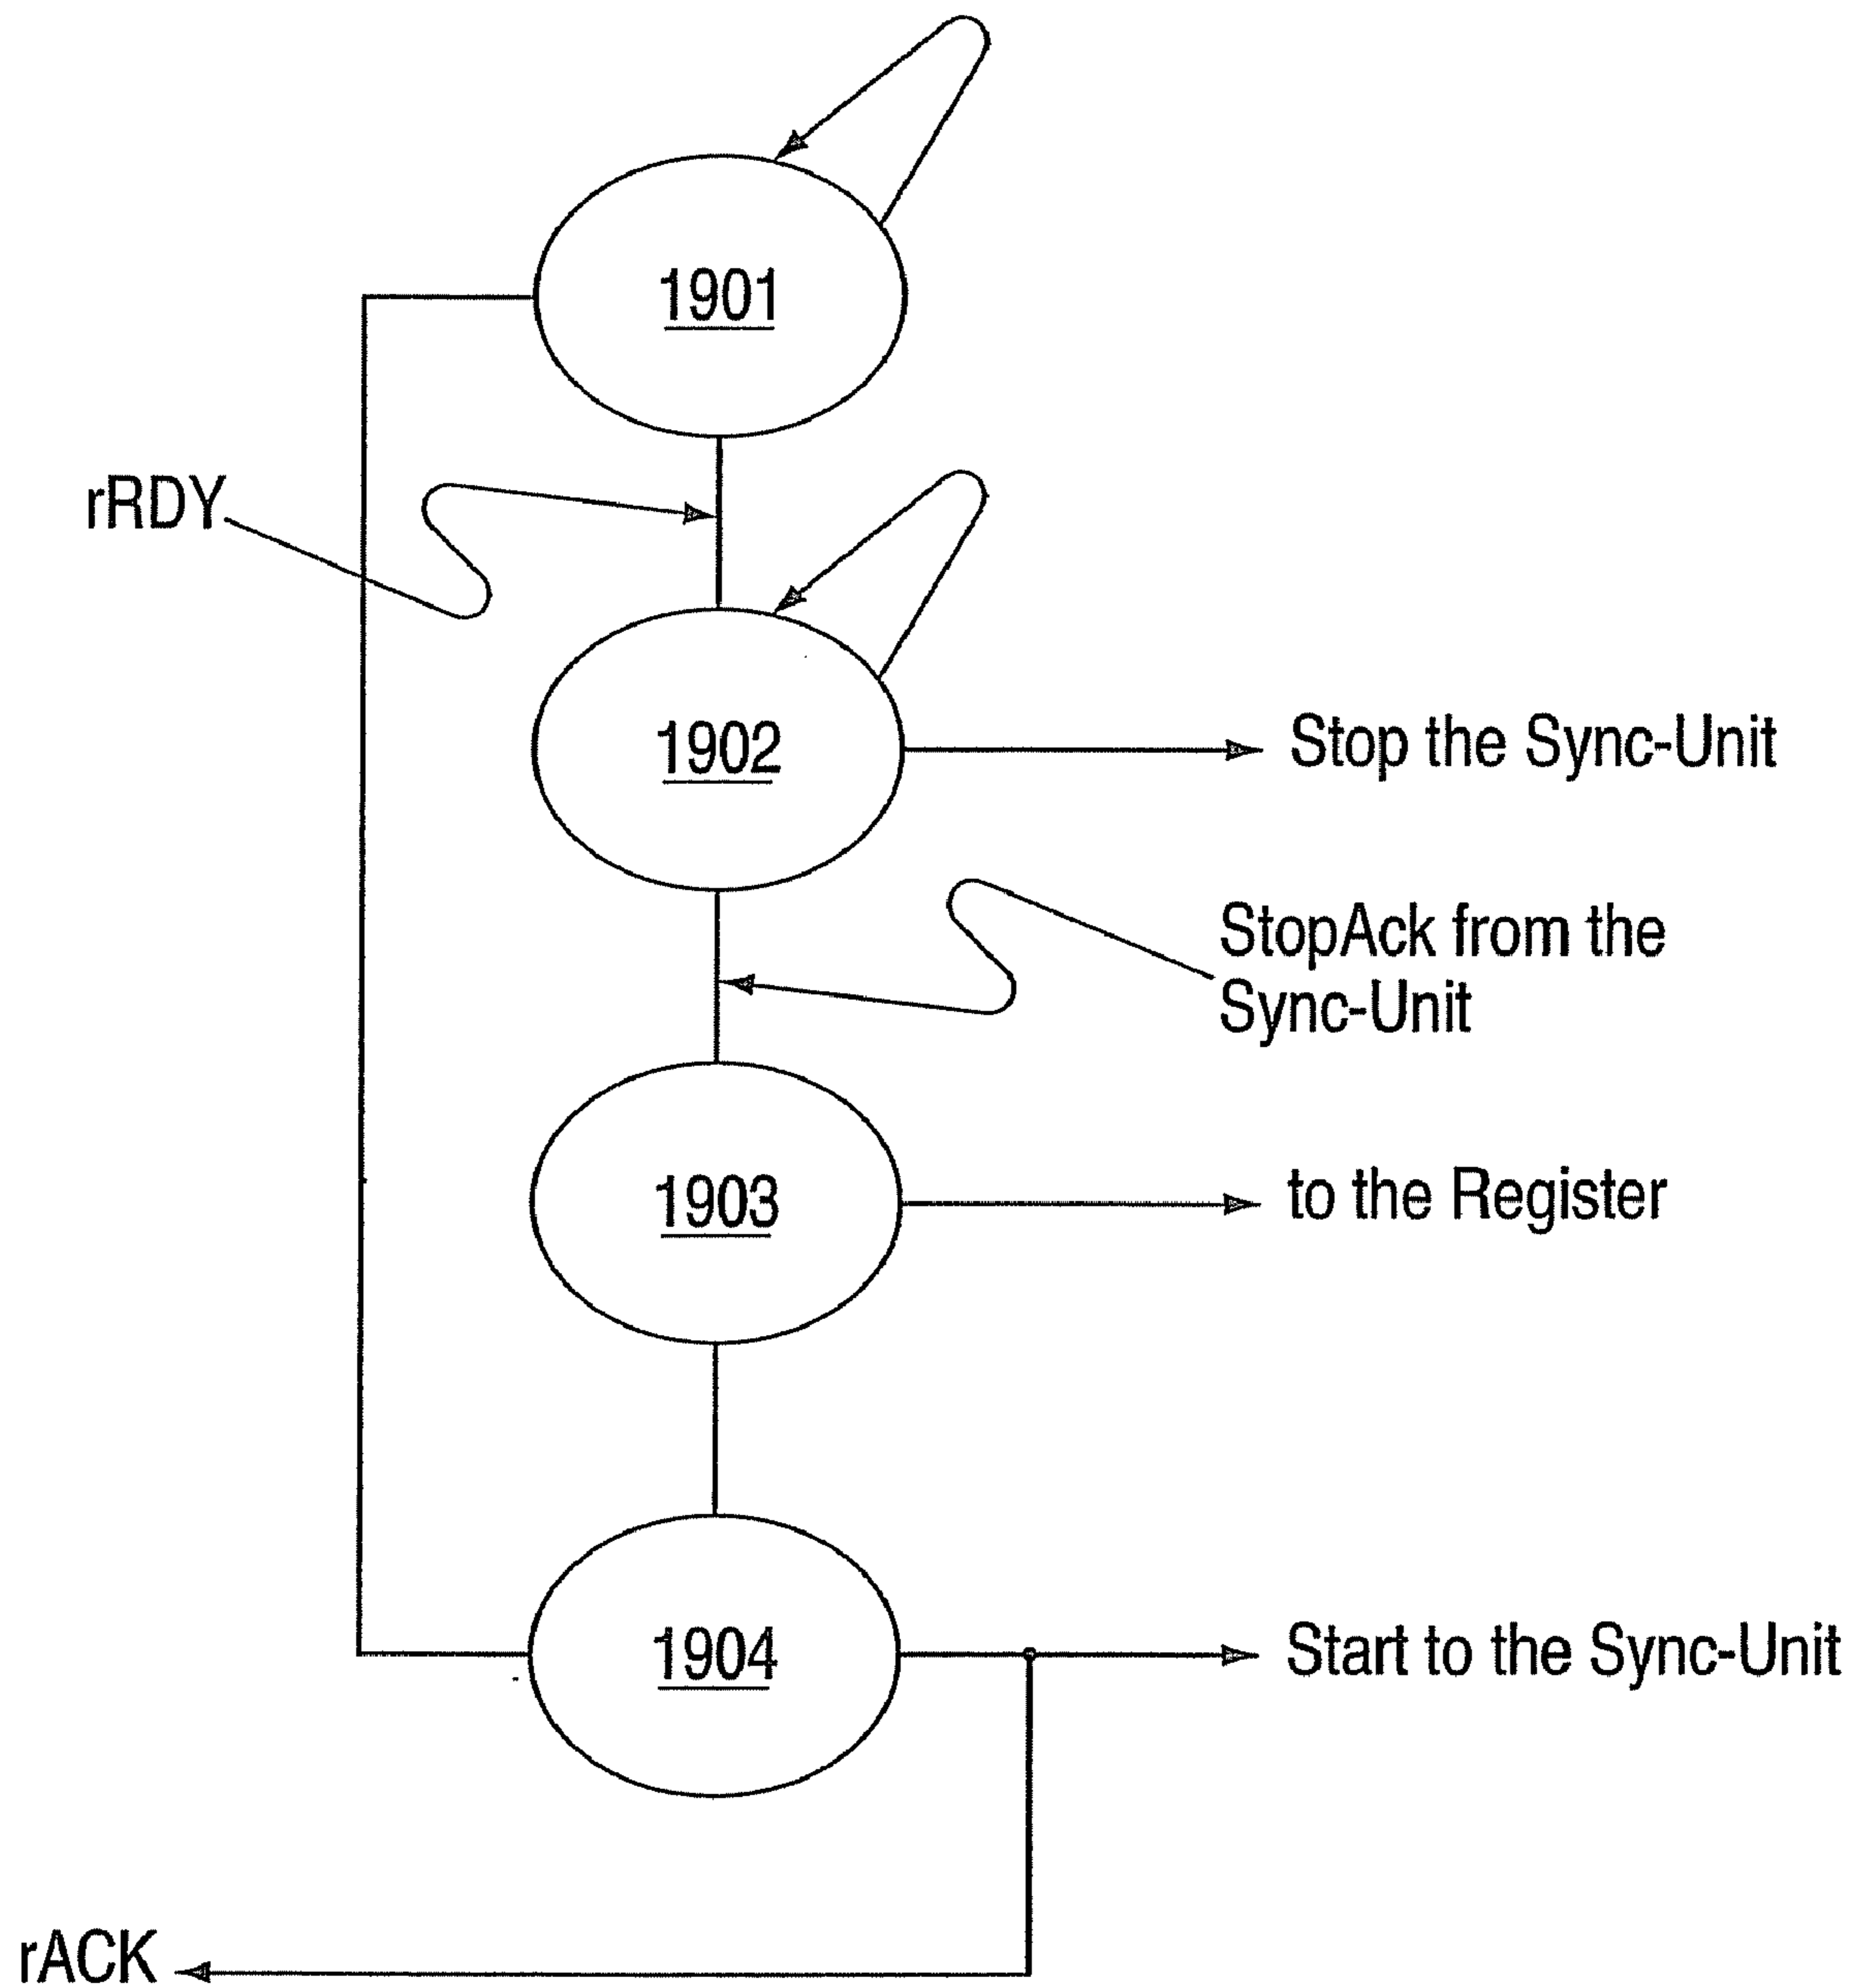 1901
rRDY
1902
Stop the Sync-Unit
StopAck from the
Sync-Unit
1903
to the Register
1904
Start to the Sync-Unit
rACK